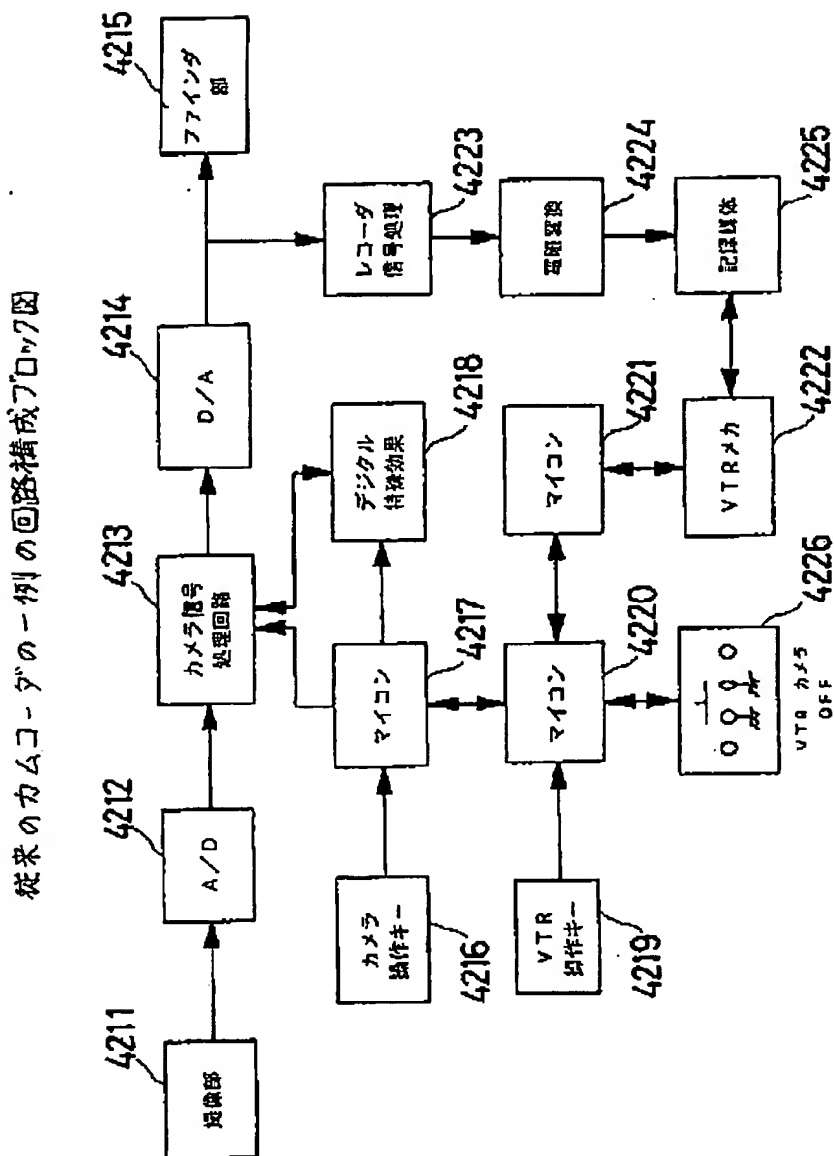 従来のカムコーダの一例の回路構成ブロック図
4211
撮像部
4212
A/D
4213
カメラ信号
処理回路
4214
D/A
4215
ファインダ
部
4216
カメラ
操作キー
4217
マイコン
4218
デジタル
特殊効果
4223
レコーダ
信号処理
4219
VTR
操作キー
4220
マイコン
4221
マイコン
4224
電磁変換
4226
VTR カメラ
OFF
4222
VTRメカ
4225
記録媒体